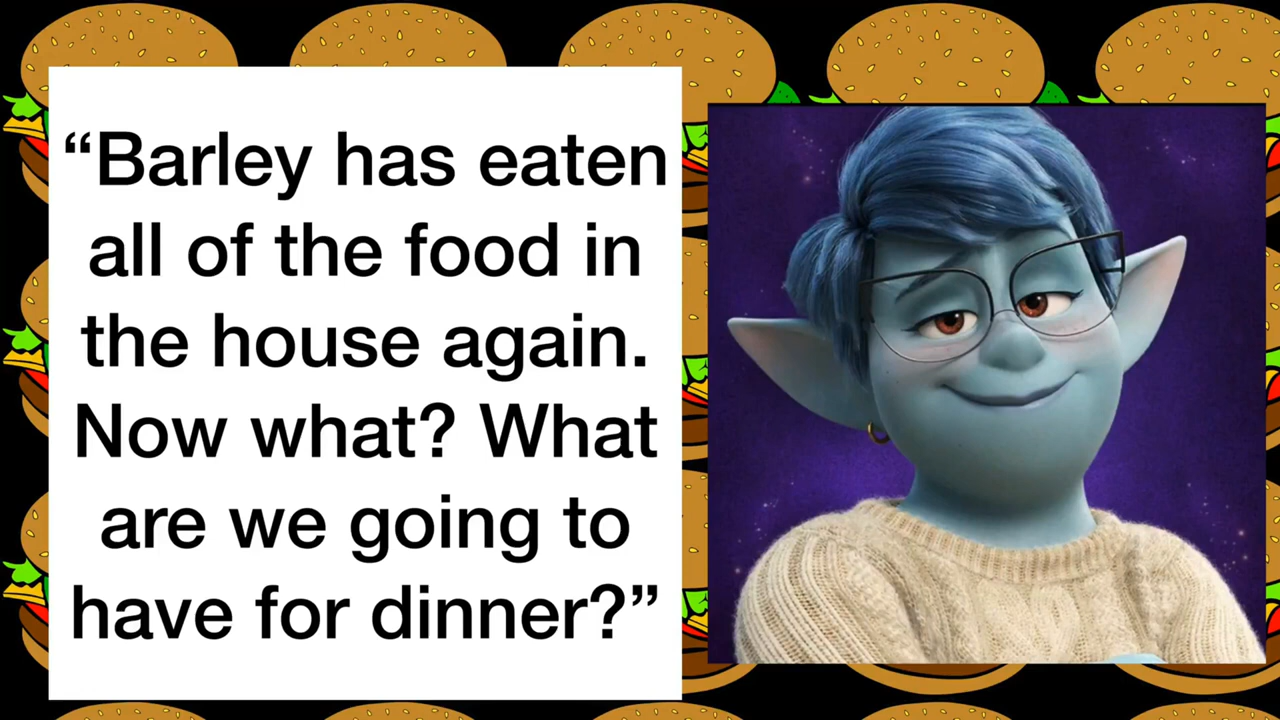 “Barley has eaten
all of the food in
the house again.
Now what? What
are we going to
have for dinner?”